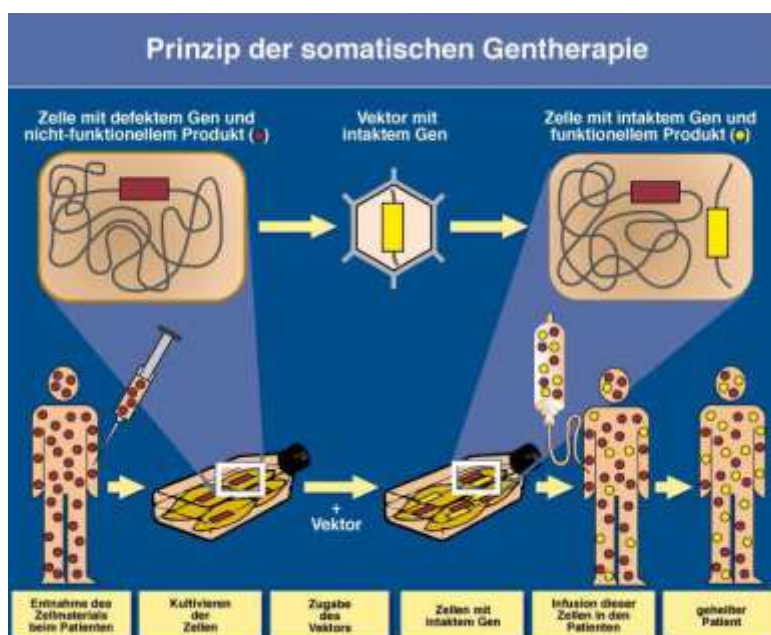 Prinzip der somatischen Gentherapie
Zelle mit defektem Gen und
nicht-funktionellem Produkt ( )
Vektor mit
intaktem Gen
Zelle mit intaktem Gen und
funktionellem Produkt ( )
+
Vektor
Entnahme des
Zellmaterials
beim Patienten
Kultivieren
der
Zellen
Zugabe
des
Vektors
Zellen mit
intaktem Gen
Infusion dieser
Zellen in den
Patienten
geheilter
Patient